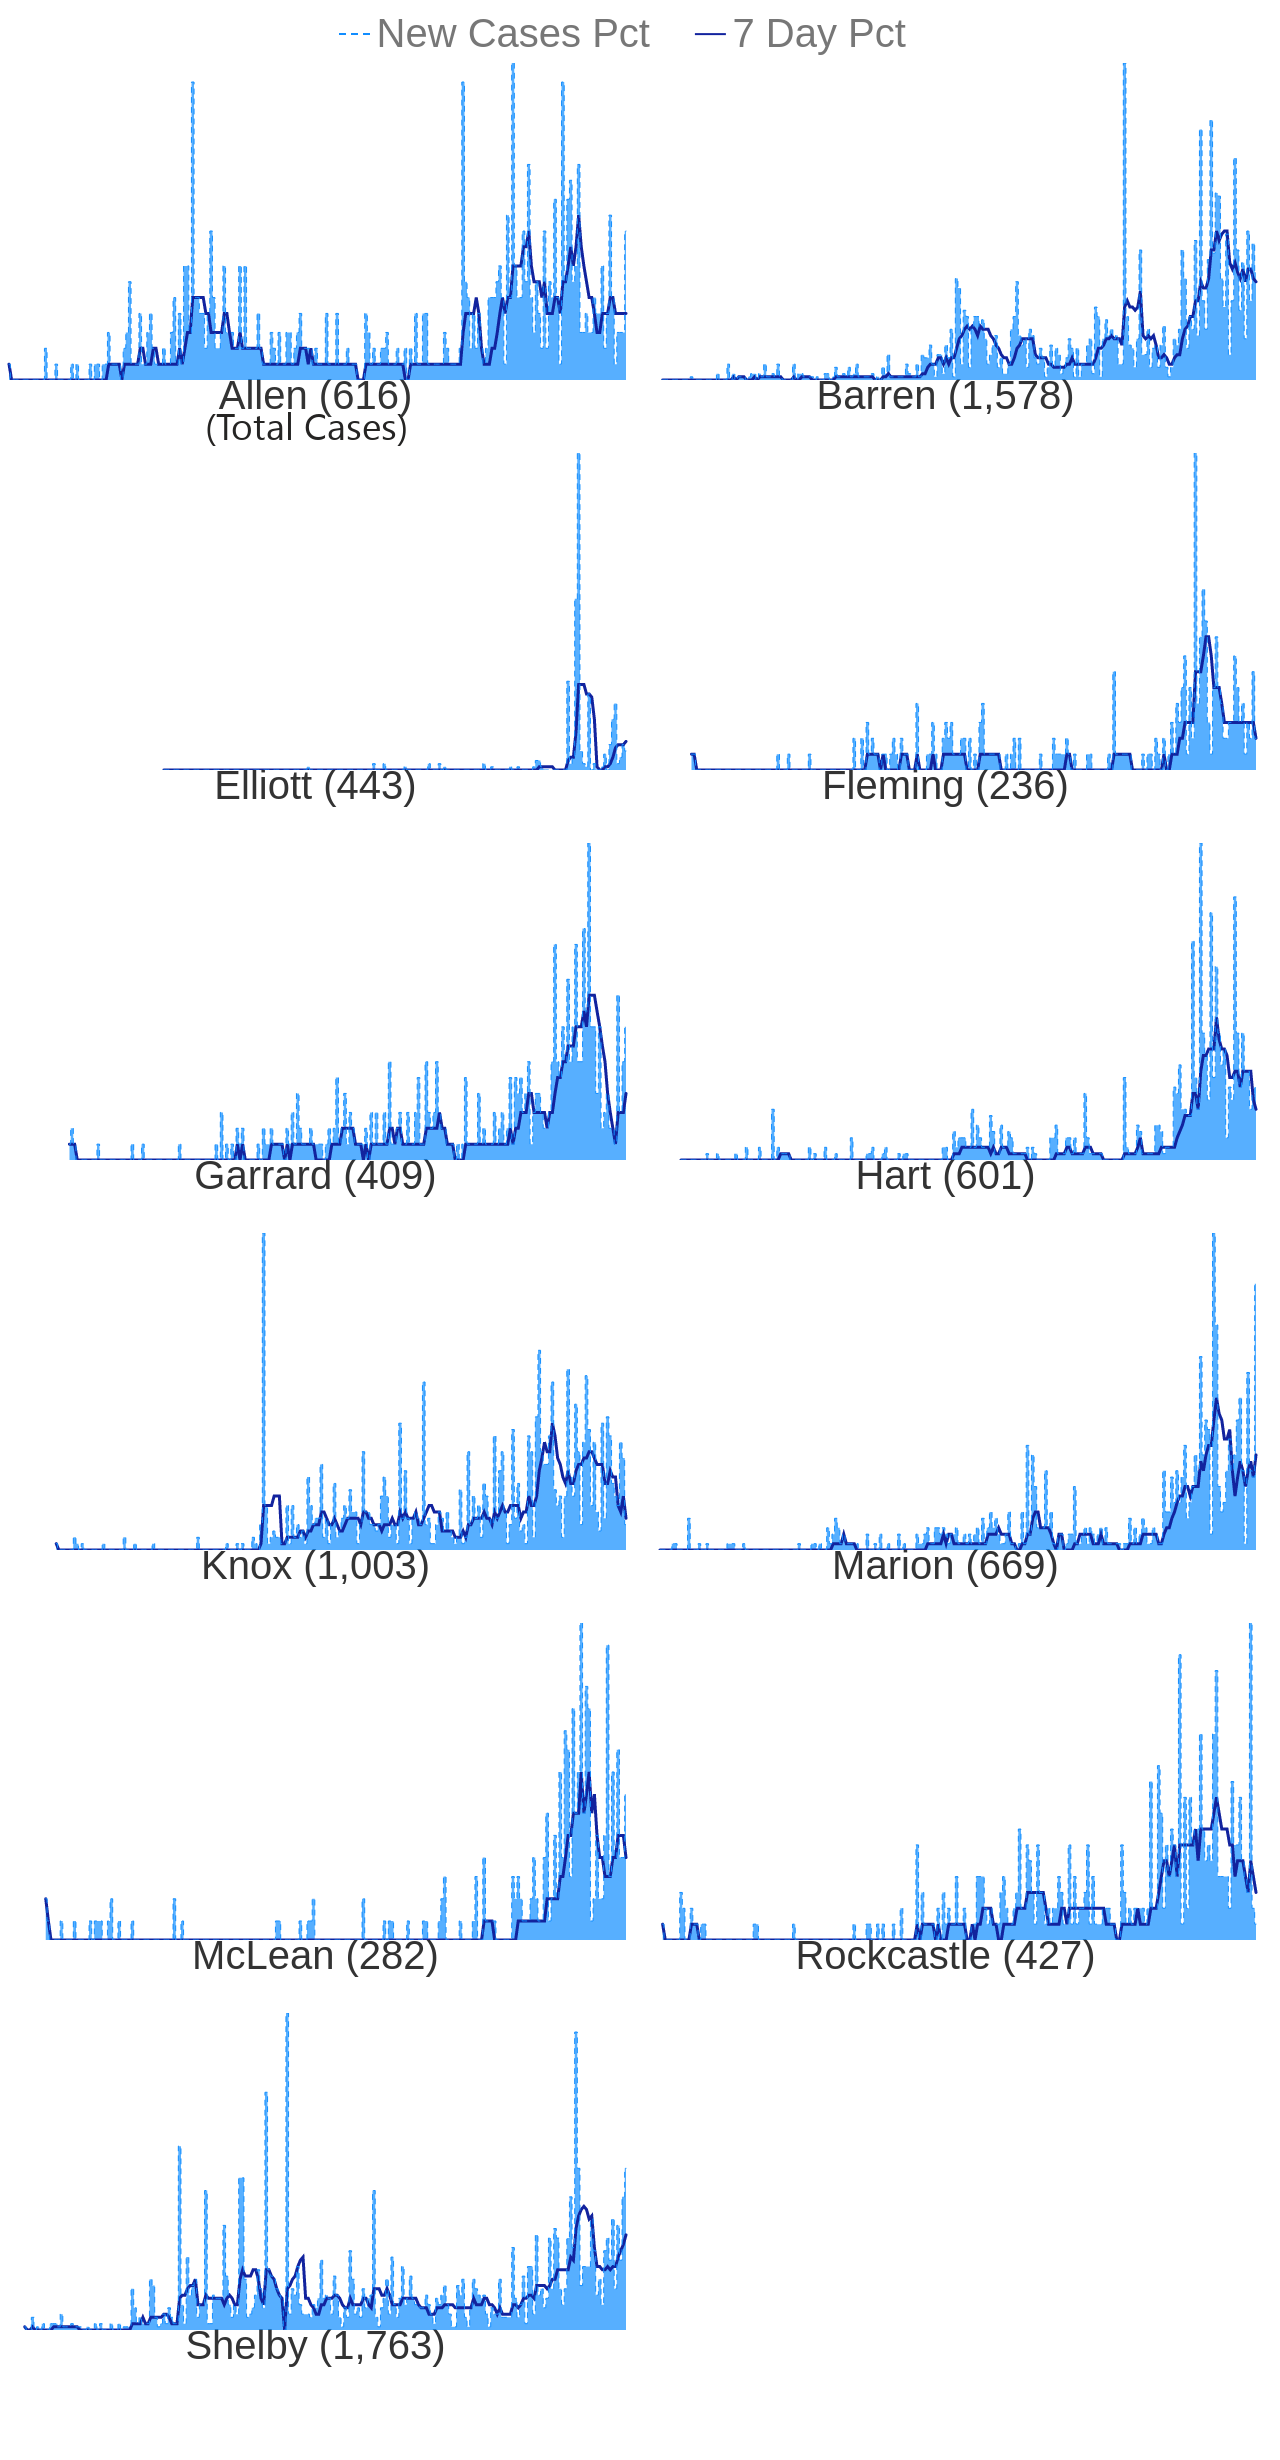 New Cases Pct 7 Day Pct
Allen (616) Barren (1,578)
(Total Cases)
Elliott (443) Fleming (236)
Garrard (409) Hart (601)
Knox (1,003) Marion (669)
McLean (282) Rockcastle (427)
Shelby (1,763)